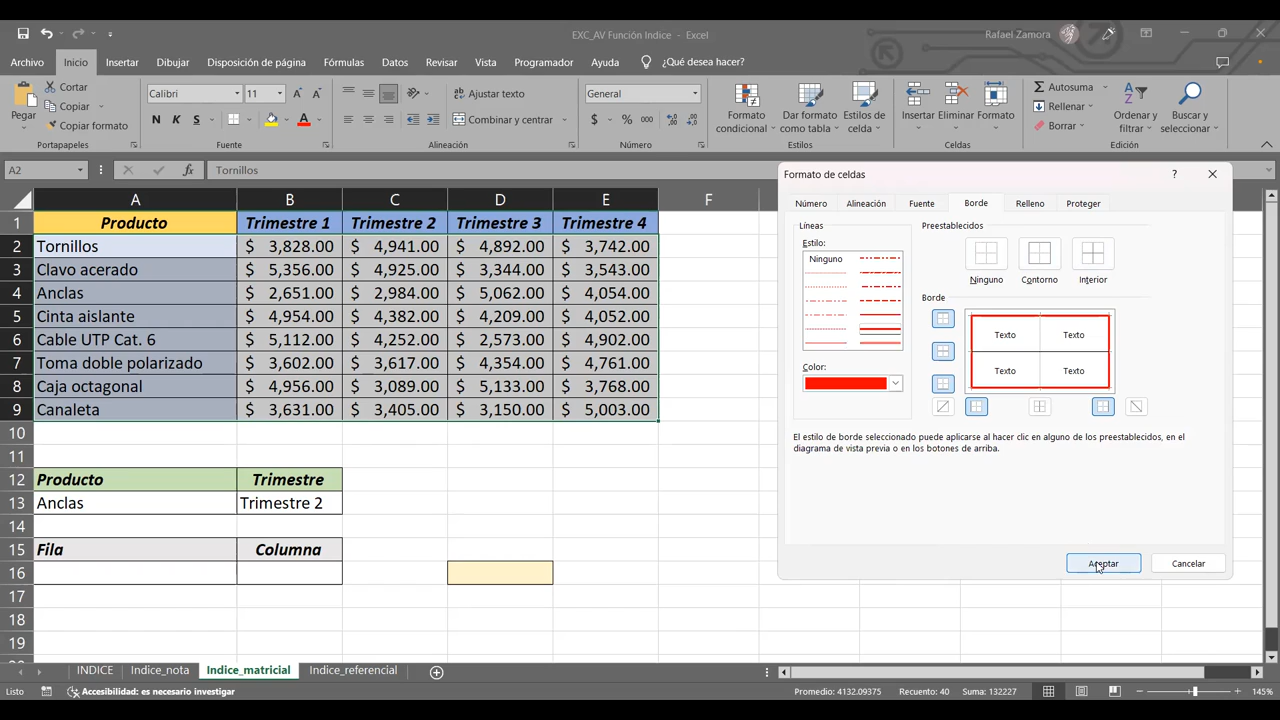 EXC_AV Función Indice - Excel
Rafael Zamora
Archivo Inicio Insertar Dibujar Disposición de página Fórmulas Datos Revisar Vista Programador Ayuda ¿Qué desea hacer?
Pegar
Cortar
Copiar
Copiar formato
Portapapeles
Calibri 11
N K S
Fuente
Ajustar texto
Combinar y centrar
Alineación
General
$ % 000
Número
Formato condicional
Dar formato como tabla
Estilos de celda
Estilos
Insertar Eliminar Formato
Celdas
Autosuma
Rellenar
Borrar
Ordenar y filtrar
Buscar y seleccionar
Edición
A2 fx Tornillos
A B C D E F
1 Producto Trimestre 1 Trimestre 2 Trimestre 3 Trimestre 4
2 Tornillos $ 3,828.00 $ 4,941.00 $ 4,892.00 $ 3,742.00
3 Clavo acerado $ 5,356.00 $ 4,925.00 $ 3,344.00 $ 3,543.00
4 Anclas $ 2,651.00 $ 2,984.00 $ 5,062.00 $ 4,054.00
5 Cinta aislante $ 4,954.00 $ 4,382.00 $ 4,209.00 $ 4,052.00
6 Cable UTP Cat. 6 $ 5,112.00 $ 4,252.00 $ 2,573.00 $ 4,902.00
7 Toma doble polarizado $ 3,602.00 $ 3,617.00 $ 4,354.00 $ 4,761.00
8 Caja octagonal $ 4,956.00 $ 3,089.00 $ 5,133.00 $ 3,768.00
9 Canaleta $ 3,631.00 $ 3,405.00 $ 3,150.00 $ 5,003.00
10
11
12 Producto Trimestre
13 Anclas Trimestre 2
14
15 Fila Columna
16
17
18
19
Formato de celdas
Número Alineación Fuente Borde Relleno Proteger
Líneas
Estilo:
Ninguno
Color:
Preestablecidos
Ninguno Contorno Interior
Borde
Texto Texto
Texto Texto
El estilo de borde seleccionado puede aplicarse al hacer clic en alguno de los preestablecidos, en el
diagrama de vista previa o en los botones de arriba.
Aceptar Cancelar
INDICE Indice_nota Indice_matricial Indice_referencial
Listo Accesibilidad: es necesario investigar Promedio: 4132.09375 Recuento: 40 Suma: 132227 145%